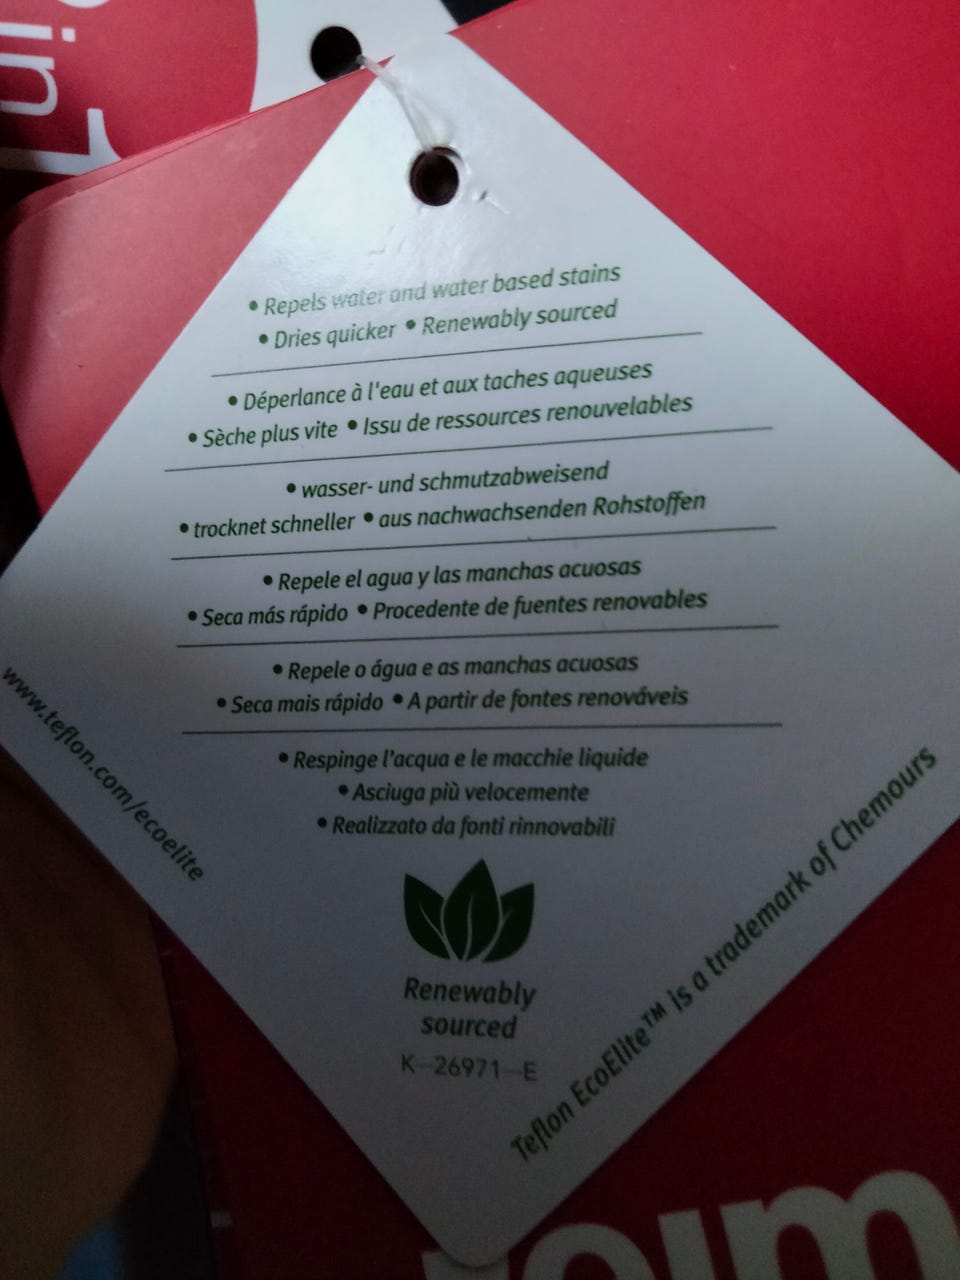 in1
• Repels water and water based stains
• Dries quicker • Renewably sourced
• Déperlance à l'eau et aux taches aqueuses
• Sèche plus vite • Issu de ressources renouvelables
• wasser- und schmutzabweisend
• trocknet schneller • aus nachwachsenden Rohstoffen
• Repele el agua y las manchas acuosas
• Seca más rápido • Procedente de fuentes renovables
• Repele o água e as manchas acuosas
• Seca mais rápido • A partir de fontes renováveis
• Respinge l'acqua e le macchie liquide
• Asciuga più velocemente
• Realizzato da fonti rinnovabili
www.teflon.com/ecoelite
Renewably
sourced
K-26971-E
Teflon EcoElite™ is a trademark of Chemours